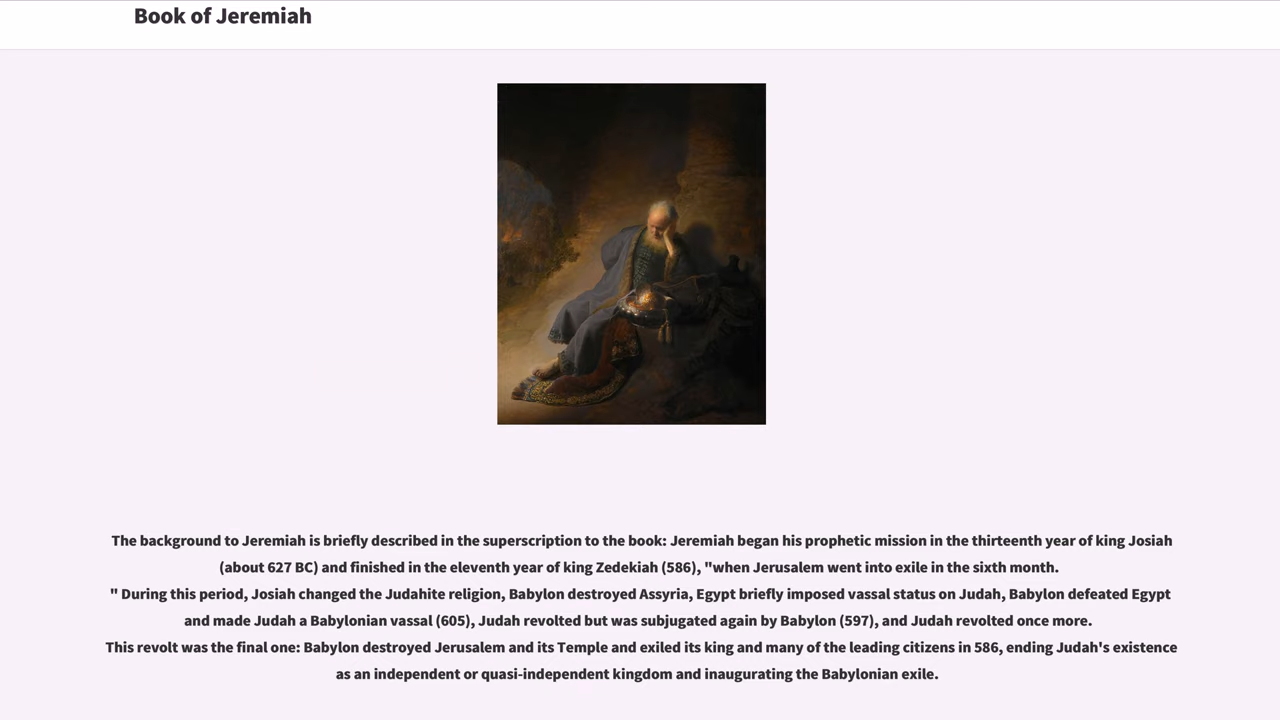 Book of Jeremiah
The background to Jeremiah is briefly described in the superscription to the book: Jeremiah began his prophetic mission in the thirteenth year of king Josiah
(about 627 BC) and finished in the eleventh year of king Zedekiah (586), "when Jerusalem went into exile in the sixth month.
" During this period, Josiah changed the Judahite religion, Babylon destroyed Assyria, Egypt briefly imposed vassal status on Judah, Babylon defeated Egypt
and made Judah a Babylonian vassal (605), Judah revolted but was subjugated again by Babylon (597), and Judah revolted once more.
This revolt was the final one: Babylon destroyed Jerusalem and its Temple and exiled its king and many of the leading citizens in 586, ending Judah's existence
as an independent or quasi-independent kingdom and inaugurating the Babylonian exile.